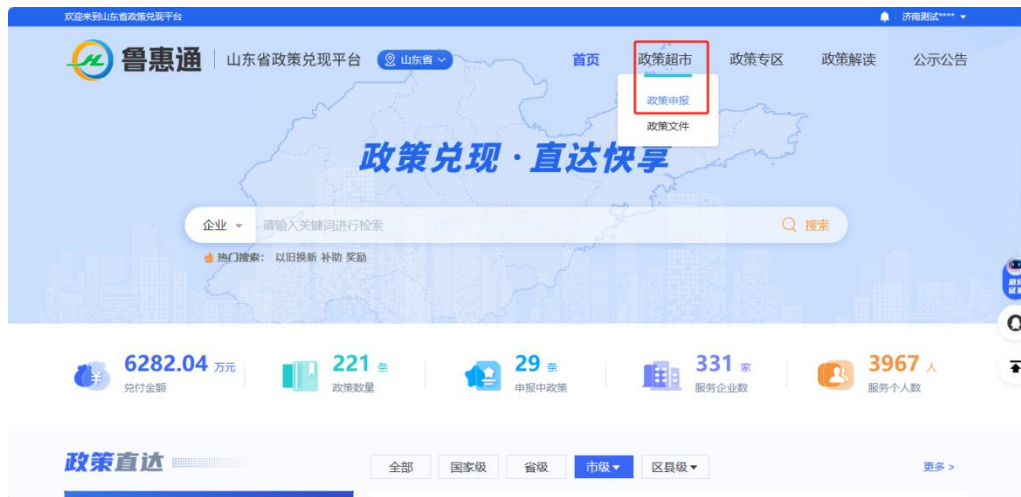 欢迎来到山东省政策兑现平台
济南测试****
鲁惠通
山东省政策兑现平台
山东省
首页
政策超市
政策专区
政策解读
公示公告
政策申报
政策文件
政策兑现·直达快享
企业
请输入关键词进行检索
搜索
热门搜索： 以旧换新 补助 奖励
6282.04 万元
兑付金额
221 条
政策数量
29 条
申报中政策
331 家
服务企业数
3967 人
服务个人数
政策直达
全部
国家级
省级
市级
区县级
更多 >